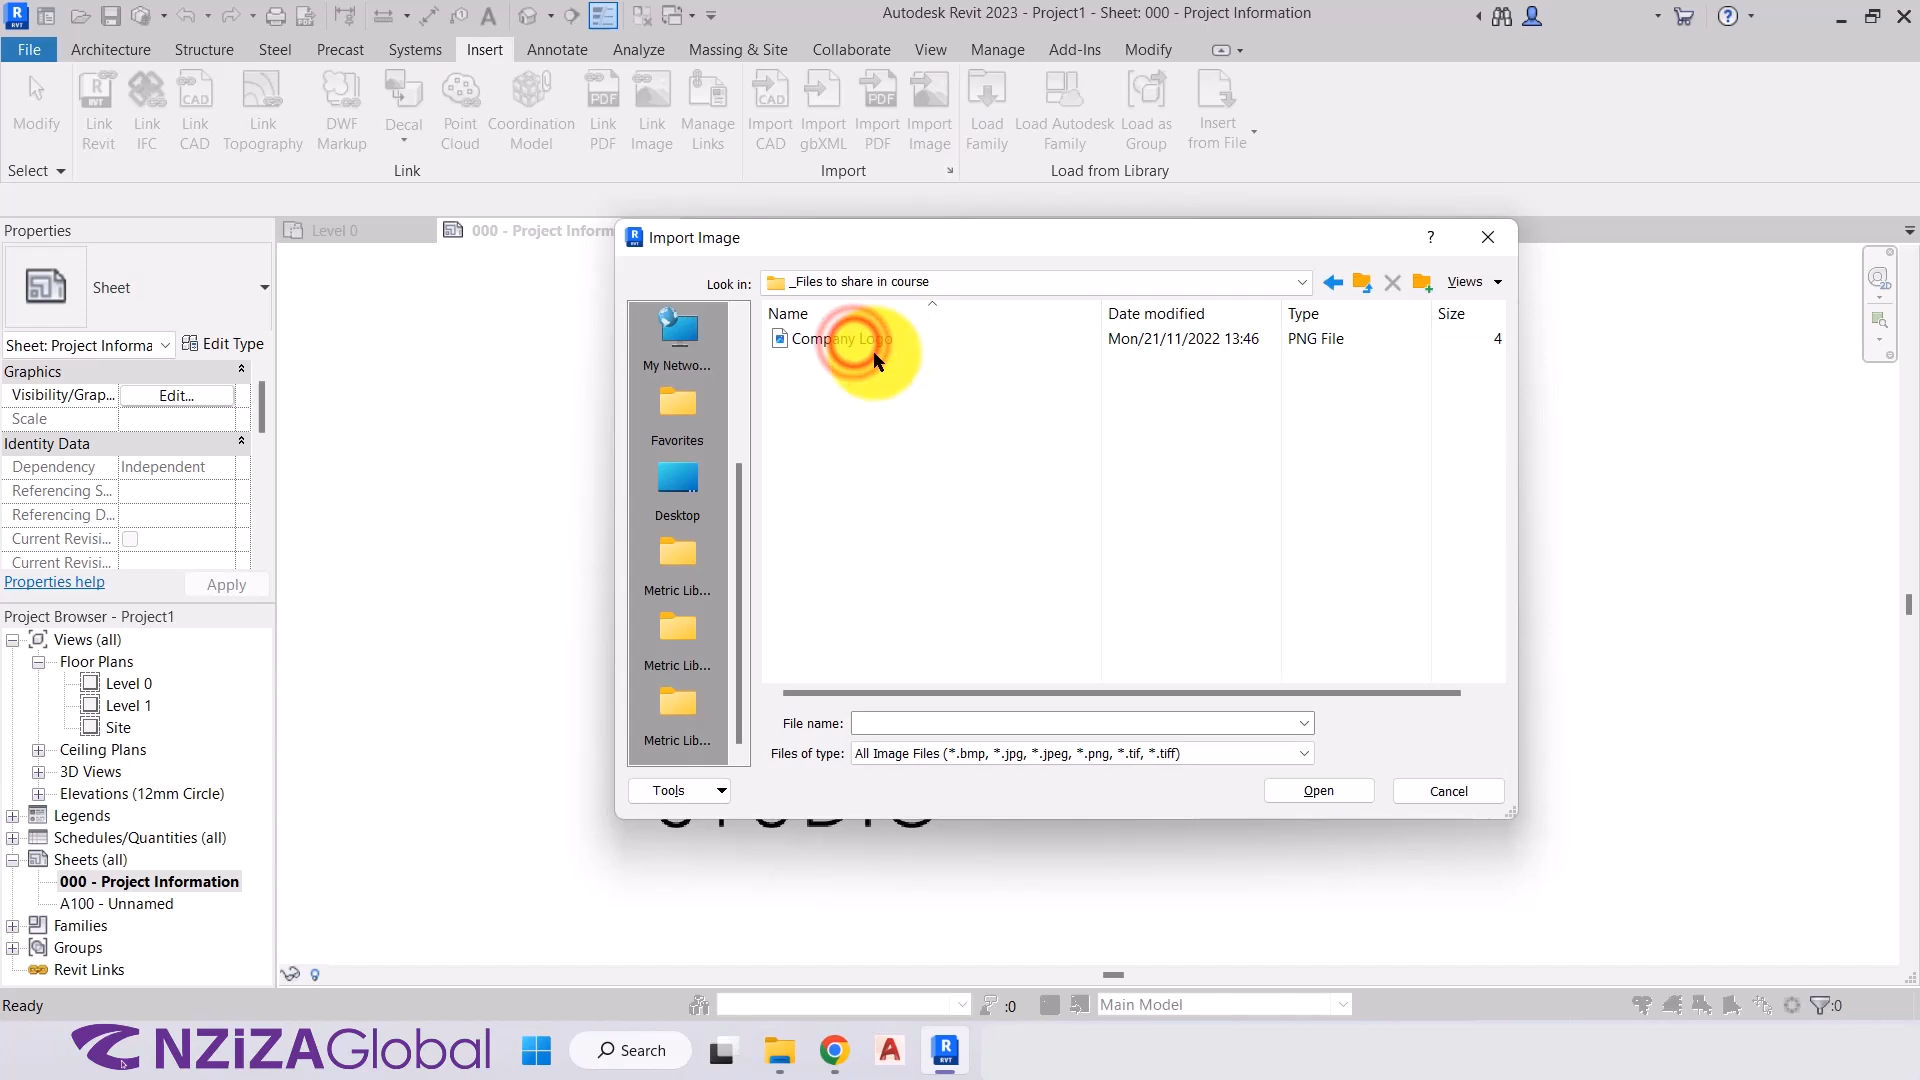 Autodesk Revit 2023 - Project1 - Sheet: 000 - Project Information
File Architecture Structure Steel Precast Systems Insert Annotate Analyze Massing & Site Collaborate View Manage Add-Ins Modify
Modify
Link Revit
Link IFC
Link CAD
Link Topography
DWF Markup
Decal
Point Cloud
Coordination Model
Link PDF
Link Image
Manage Links
Import CAD
Import gbXML
Import PDF
Import Image
Load Family
Load Autodesk Family
Load as Group
Insert from File
Select
Link
Import
Load from Library
Properties
Level 0
000 - Project Inform
Sheet
Sheet: Project Informa
Edit Type
Graphics
Visibility/Grap... Edit...
Scale
Identity Data
Dependency Independent
Referencing S...
Referencing D...
Current Revisi...
Current Revisi...
Properties help
Apply
Project Browser - Project1
Views (all)
Floor Plans
Level 0
Level 1
Site
Ceiling Plans
3D Views
Elevations (12mm Circle)
Legends
Schedules/Quantities (all)
Sheets (all)
000 - Project Information
A100 - Unnamed
Families
Groups
Revit Links
Import Image
Look in: _Files to share in course
Views
Name Date modified Type Size
Company Logo Mon/21/11/2022 13:46 PNG File 4
My Netwo...
Favorites
Desktop
Metric Lib...
Metric Lib...
Metric Lib...
File name:
Files of type: All Image Files (*.bmp, *.jpg, *.jpeg, *.png, *.tif, *.tiff)
Tools
Open
Cancel
STUDIO
Ready
:0
Main Model
:0
NZiZAGlobal
Search